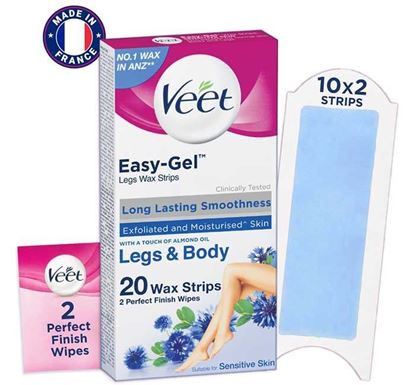 MADE IN
FRANCE
NO.1 WAX
IN ANZ**
Veet
Easy-Gel™
Legs Wax Strips
Clinically Tested
Long Lasting Smoothness
Exfoliated and Moisturised* Skin
WITH A TOUCH OF ALMOND OIL
Legs & Body
20 Wax Strips
2 Perfect Finish Wipes
Suitable for Sensitive Skin
Veet
2
Perfect
Finish
Wipes
10x2
STRIPS